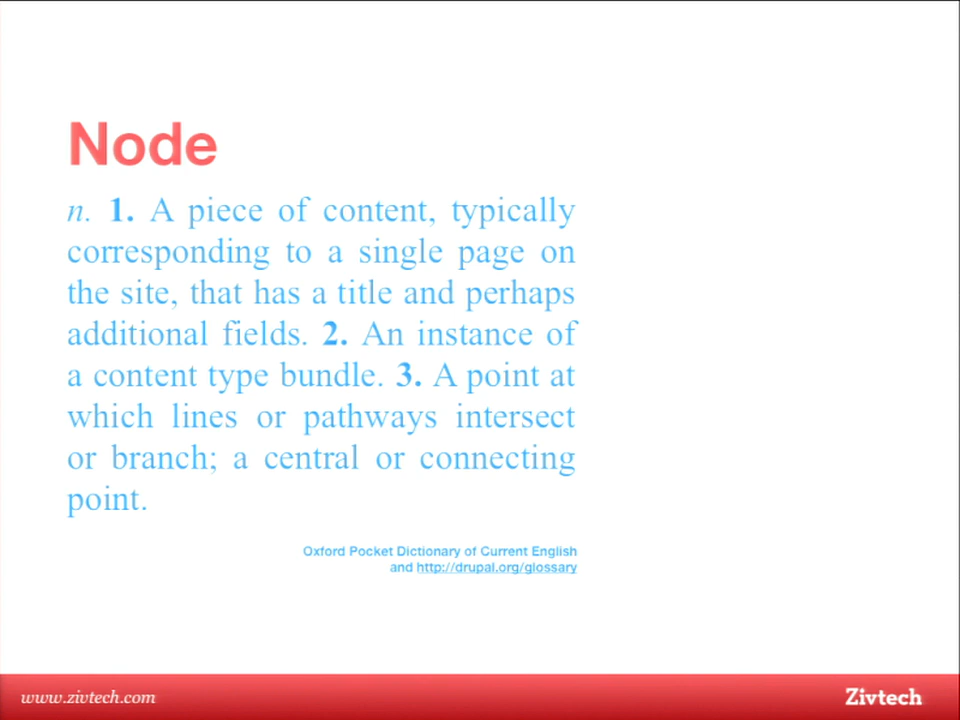 Node
n. 1. A piece of content, typically
corresponding to a single page on
the site, that has a title and perhaps
additional fields. 2. An instance of
a content type bundle. 3. A point at
which lines or pathways intersect
or branch; a central or connecting
point.
Oxford Pocket Dictionary of Current English
and http://drupal.org/glossary
www.zivtech.com
Zivtech